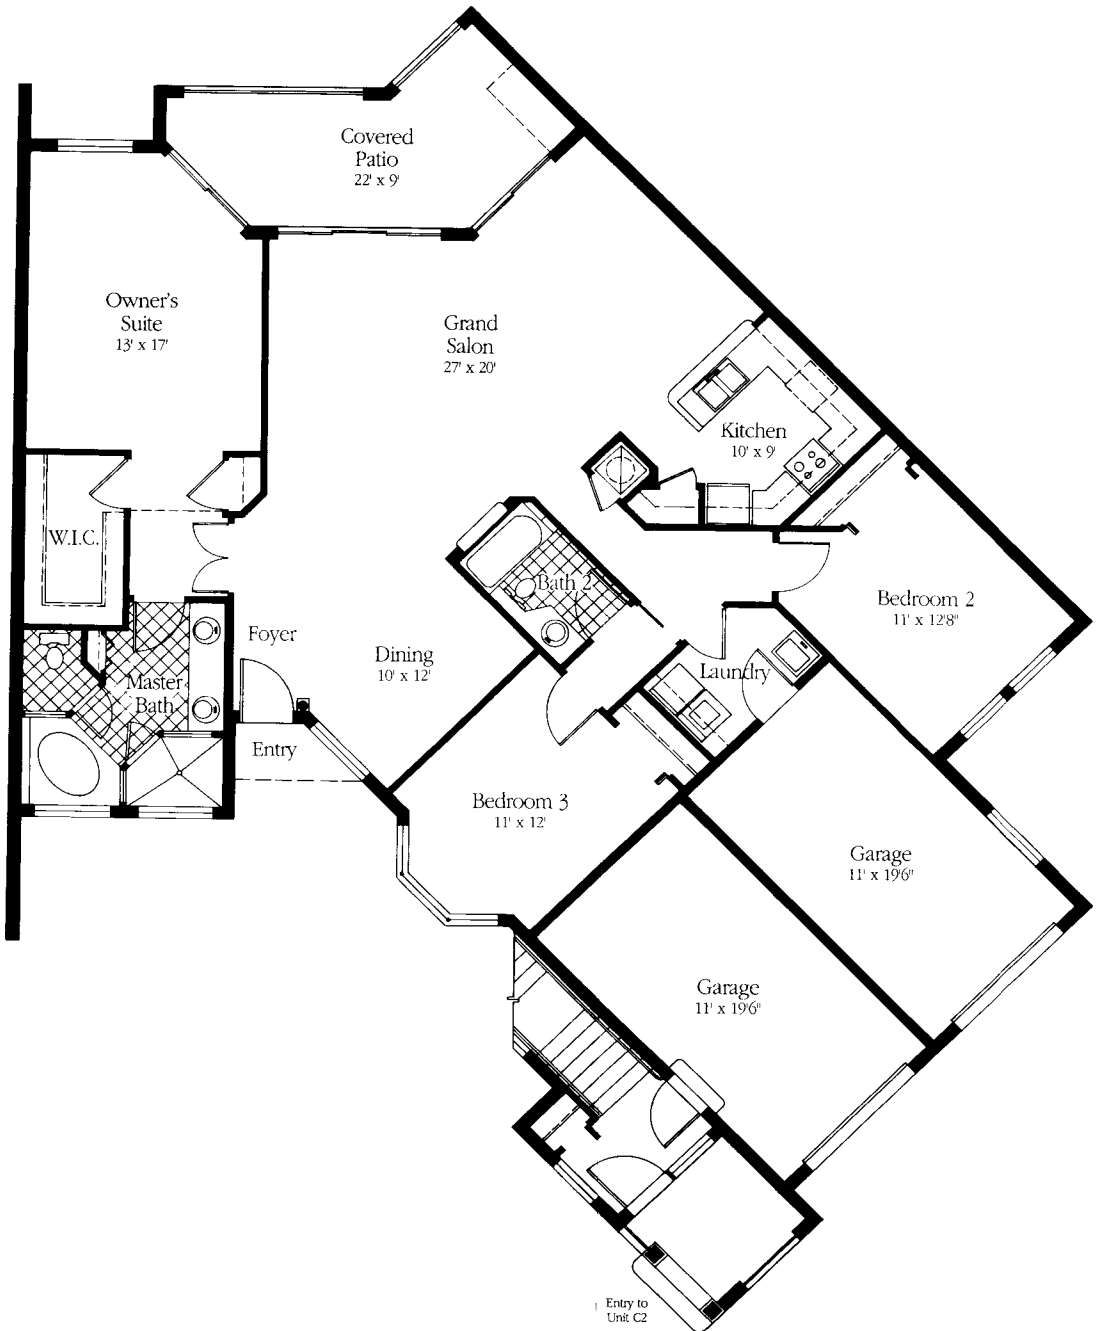 Covered
Patio
22' x 9'
Owner's
Suite
13' x 17'
Grand
Salon
27' x 20'
Kitchen
10' x 9'
W.I.C.
Bath 2
Bedroom 2
11' x 12'8"
Foyer
Dining
10' x 12'
Laundry
Master
Bath
Entry
Bedroom 3
11' x 12'
Garage
11' x 19'6"
Garage
11' x 19'6"
Entry to
Unit C2